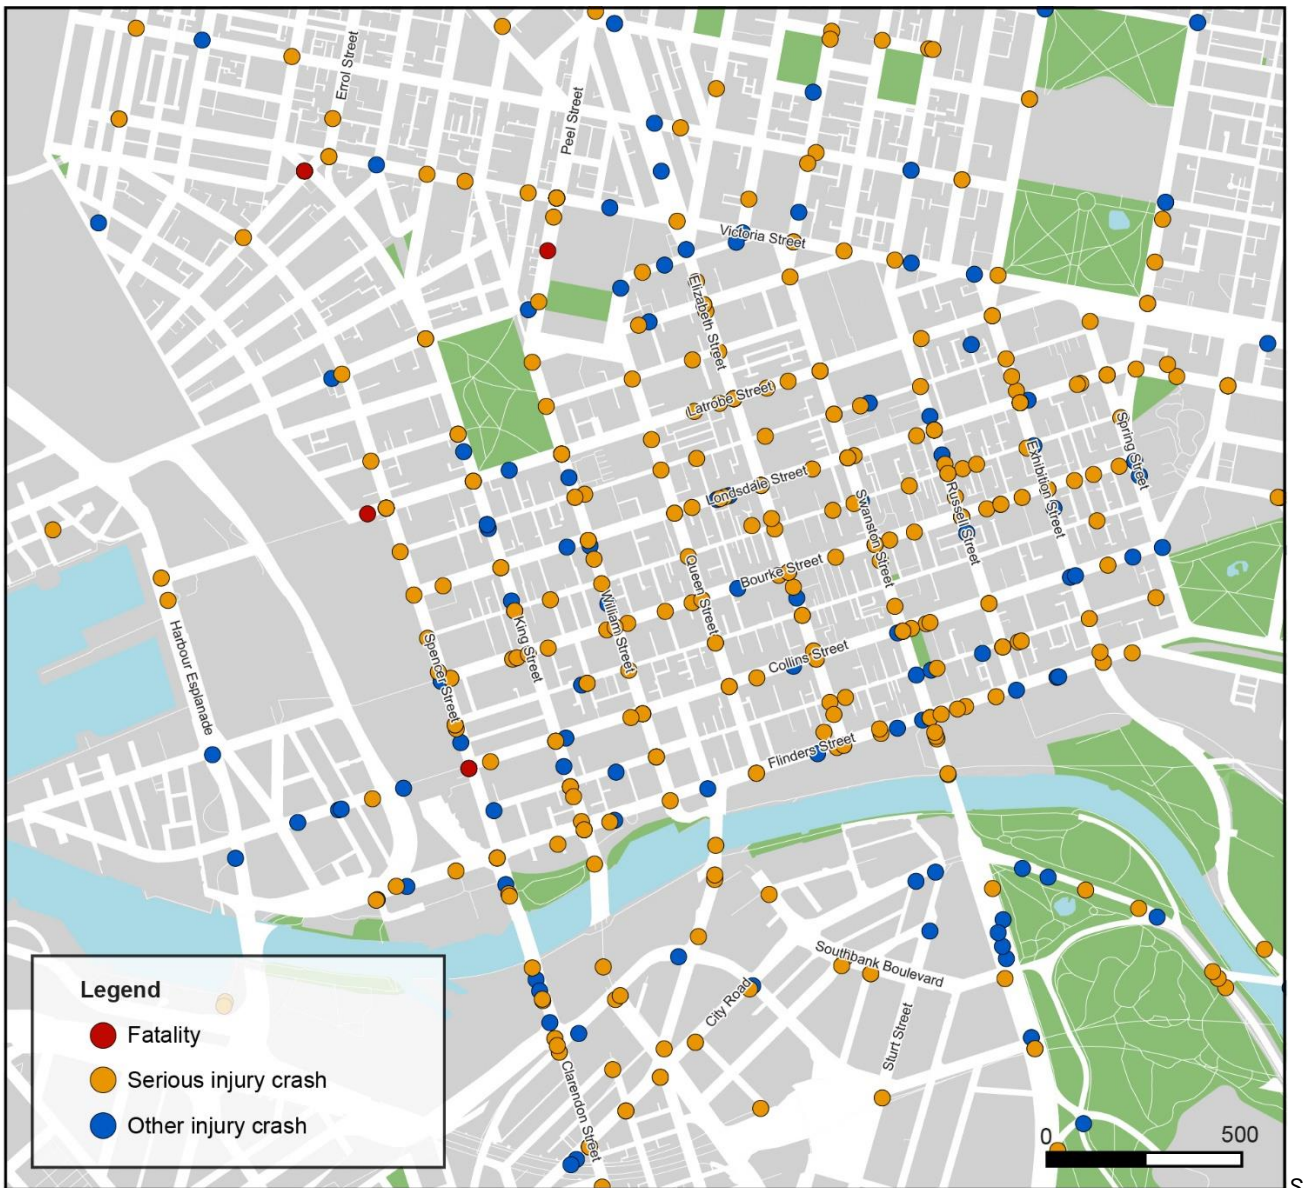 Errol Street
Peel Street
Victoria Street
Elizabeth Street
Latrobe Street
Spring Street
Exhibition Street
Londsdale Street
Russell Street
Swanston Street
Bourke Street
Queen Street
William Street
King Street
Harbour Esplanade
Spencer Street
Collins Street
Flinders Street
Southbank Boulevard
City Road
Sturt Street
Clarendon Street
Legend
Fatality
Serious injury crash
Other injury crash
0 500
S